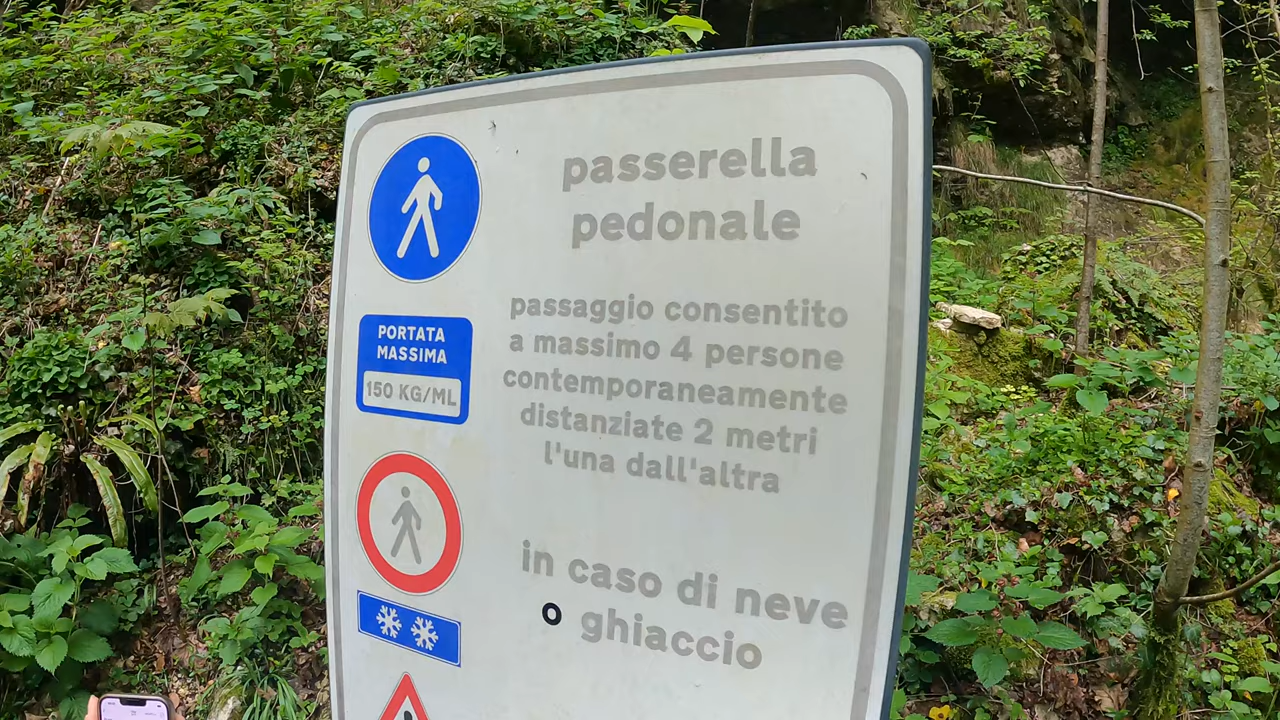 passerella
pedonale
PORTATA
MASSIMA
150 KG/ML
passaggio consentito
a massimo 4 persone
contemporaneamente
distanziate 2 metri
l'una dall'altra
in caso di neve
o ghiaccio